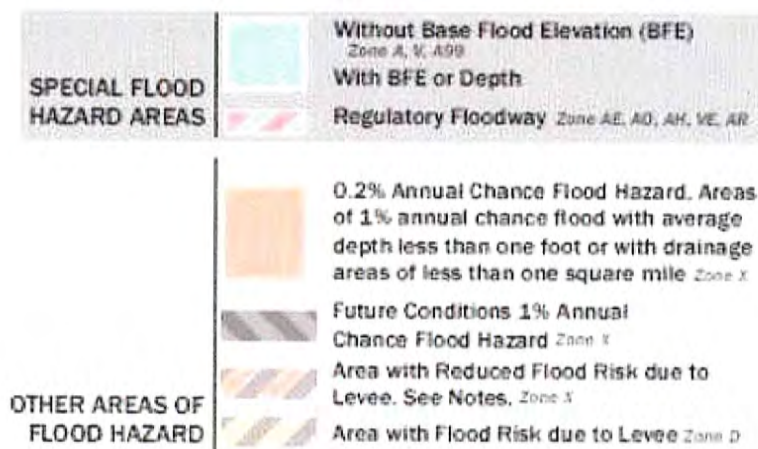 SPECIAL FLOOD
HAZARD AREAS
Without Base Flood Elevation (BFE)
Zone A, V, A99
With BFE or Depth
Regulatory Floodway Zone AE, AO, AH, VE, AR
OTHER AREAS OF
FLOOD HAZARD
0.2% Annual Chance Flood Hazard, Areas
of 1% annual chance flood with average
depth less than one foot or with drainage
areas of less than one square mile Zone X
Future Conditions 1% Annual
Chance Flood Hazard Zone X
Area with Reduced Flood Risk due to
Levee. See Notes. Zone X
Area with Flood Risk due to Levee Zone D